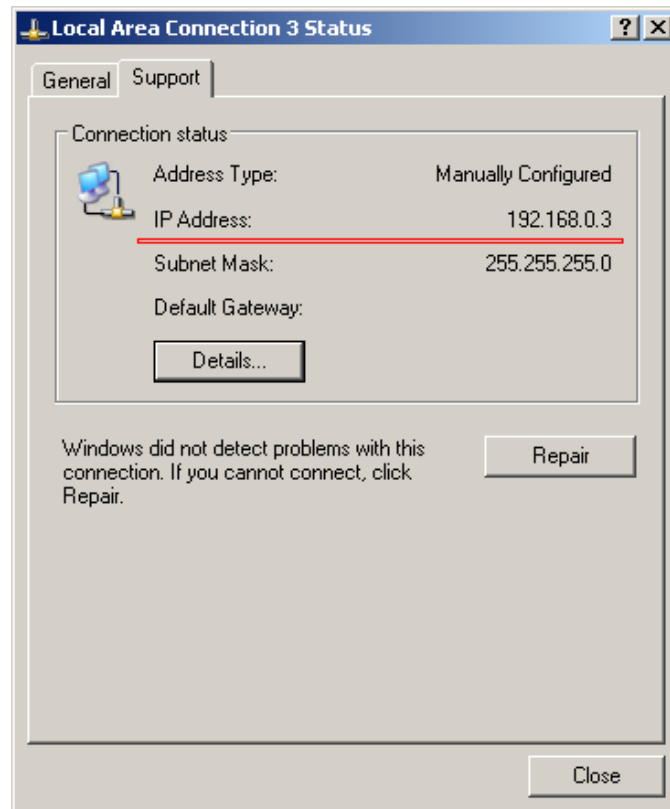 Local Area Connection 3 Status
General Support
Connection status
Address Type: Manually Configured
IP Address: 192.168.0.3
Subnet Mask: 255.255.255.0
Default Gateway:
Details...
Windows did not detect problems with this
connection. If you cannot connect, click
Repair.
Repair
Close